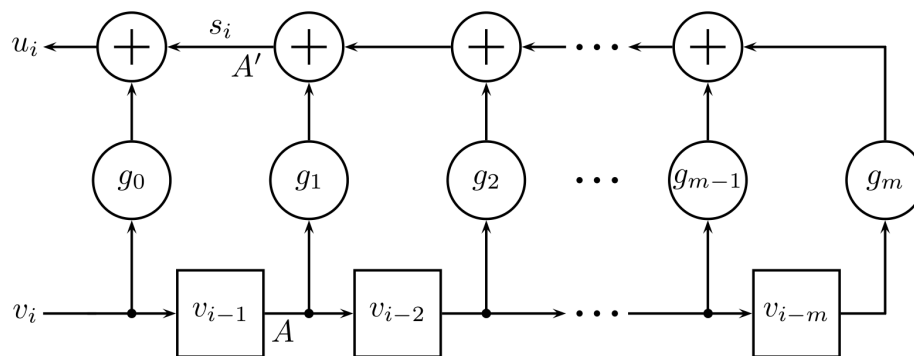 u_i s_i A′ ⋯
g_0 g_1 g_2 ⋯ g_{m−1} g_m
v_i v_{i−1} A v_{i−2} ⋯ v_{i−m}